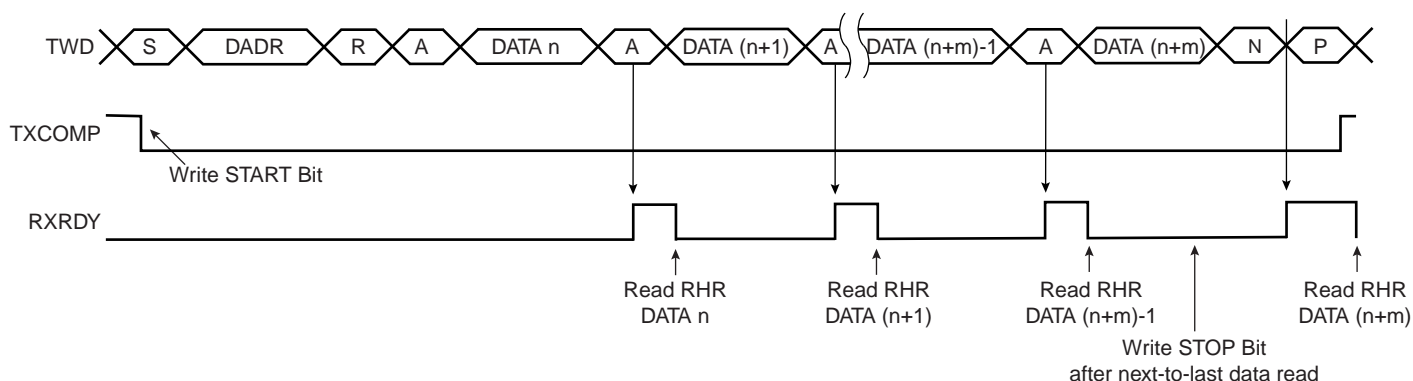 TWD S DADR R A DATA n A DATA (n+1) A DATA (n+m)-1 A DATA (n+m) N P
TXCOMP
Write START Bit
RXRDY
Read RHR
DATA n
Read RHR
DATA (n+1)
Read RHR
DATA (n+m)-1
Read RHR
DATA (n+m)
Write STOP Bit
after next-to-last data read